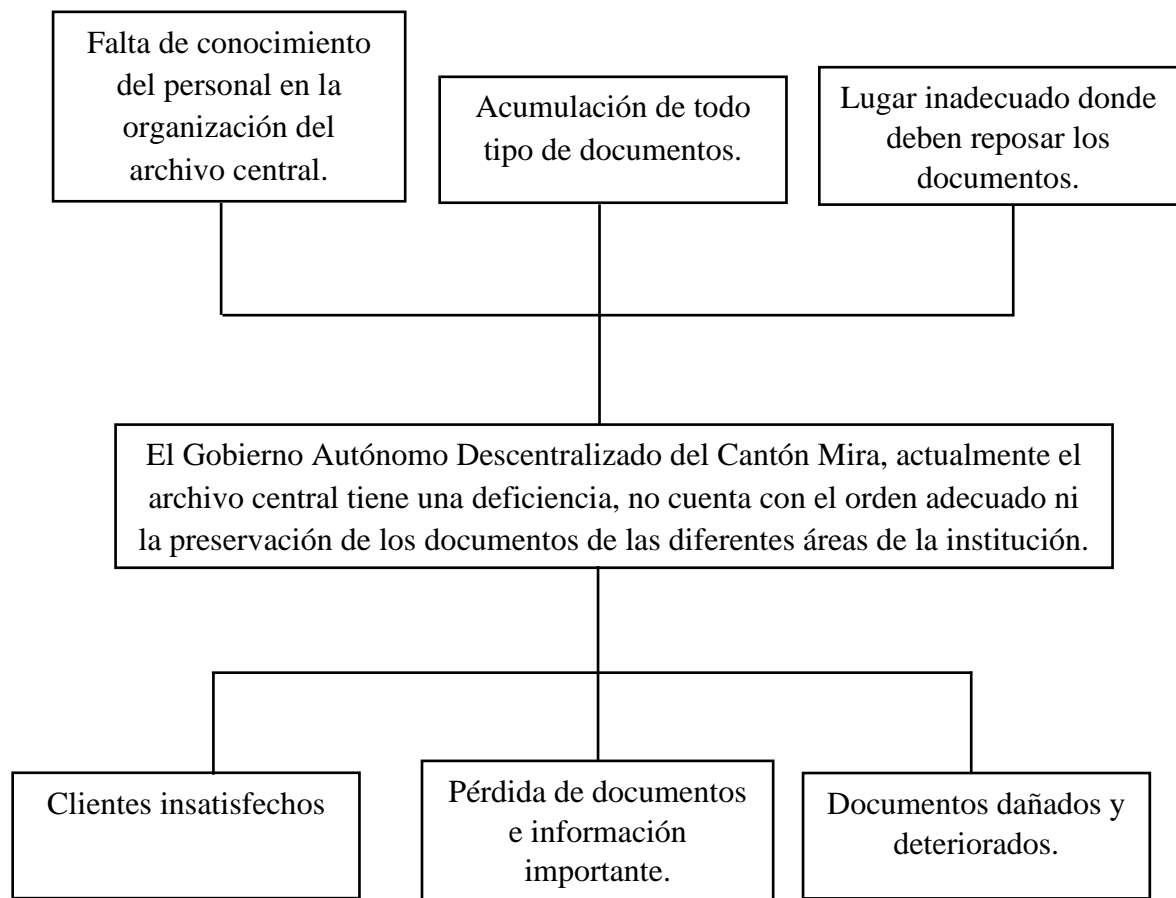 Falta de conocimiento
del personal en la
organización del
archivo central.
Acumulación de todo
tipo de documentos.
Lugar inadecuado donde
deben reposar los
documentos.
El Gobierno Autónomo Descentralizado del Cantón Mira, actualmente el
archivo central tiene una deficiencia, no cuenta con el orden adecuado ni
la preservación de los documentos de las diferentes áreas de la institución.
Clientes insatisfechos
Pérdida de documentos
e información
importante.
Documentos dañados y
deteriorados.